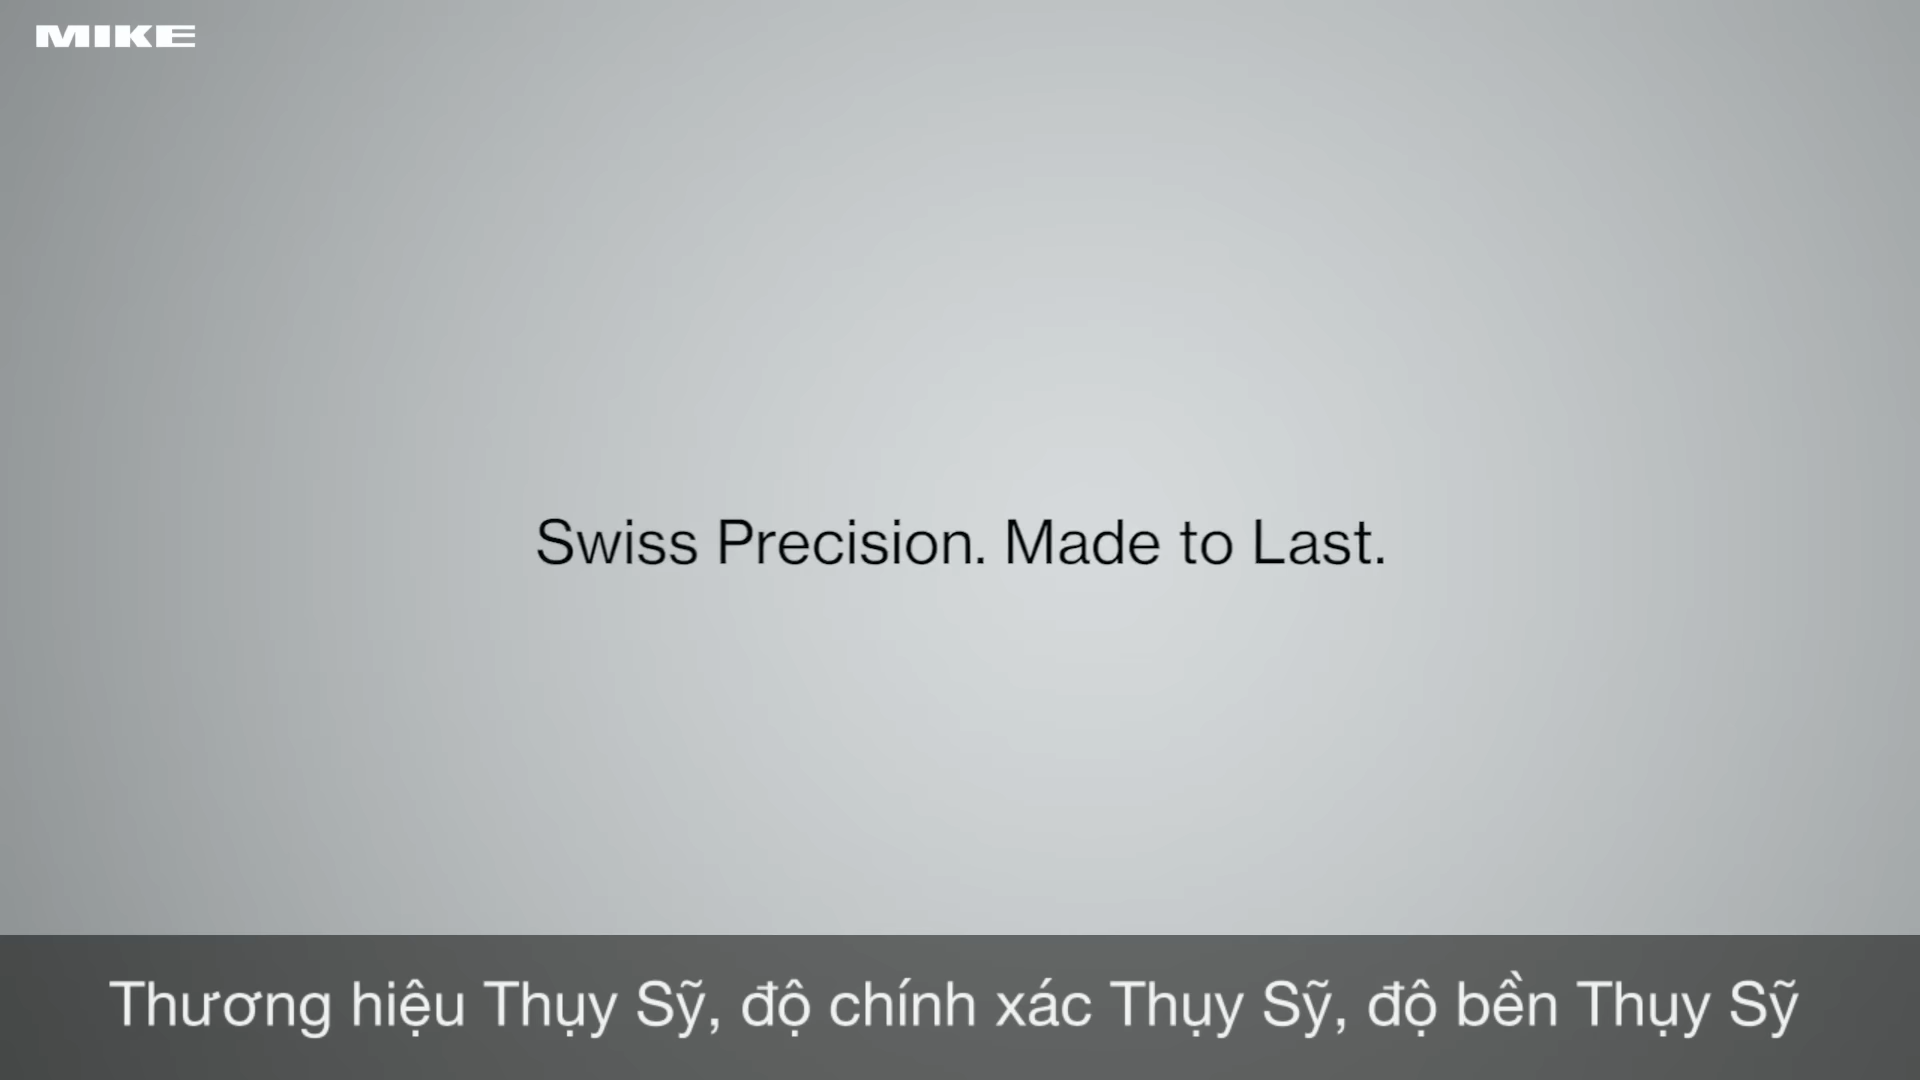 MIKE
Swiss Precision. Made to Last.
Thương hiệu Thụy Sỹ, độ chính xác Thụy Sỹ, độ bền Thụy Sỹ